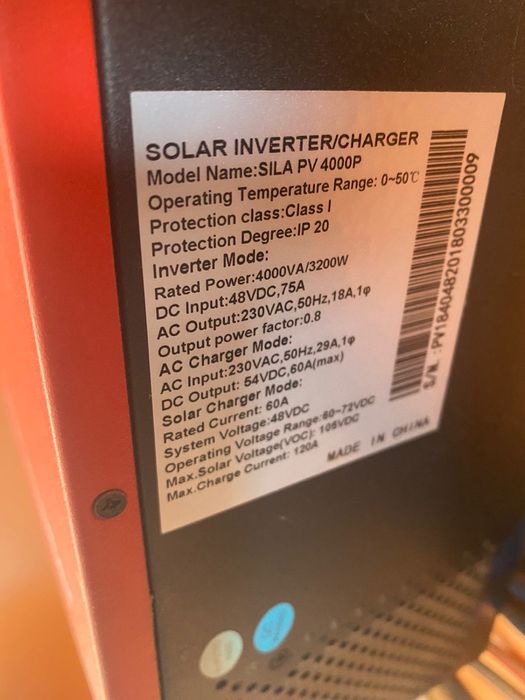 SOLAR INVERTER/CHARGER
Model Name:SILA PV 4000P
Operating Temperature Range: 0~50℃
Protection class:Class I
Protection Degree:IP 20
Inverter Mode:
Rated Power:4000VA/3200W
DC Input:48VDC,75A
AC Output:230VAC,50Hz,18A,1φ
Output power factor:0.8
AC Charger Mode:
AC Input:230VAC,50Hz,29A,1φ
DC Output: 54VDC,60A(max)
Solar Charger Mode:
Rated Current: 60A
System Voltage:48VDC
Operating Voltage Range:60~72VDC
Max.Solar Voltage(VOC): 105VDC
Max.Charge Current: 120A
MADE IN CHINA
S/N. :PV18404820180330009